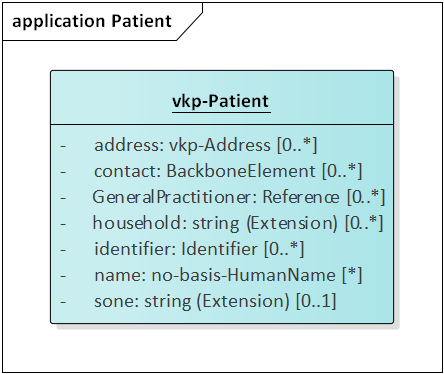 application Patient
vkp-Patient
- address: vkp-Address [0..*]
- contact: BackboneElement [0..*]
- GeneralPractitioner: Reference [0..*]
- household: string (Extension) [0..*]
- identifier: Identifier [0..*]
- name: no-basis-HumanName [*]
- sone: string (Extension) [0..1]